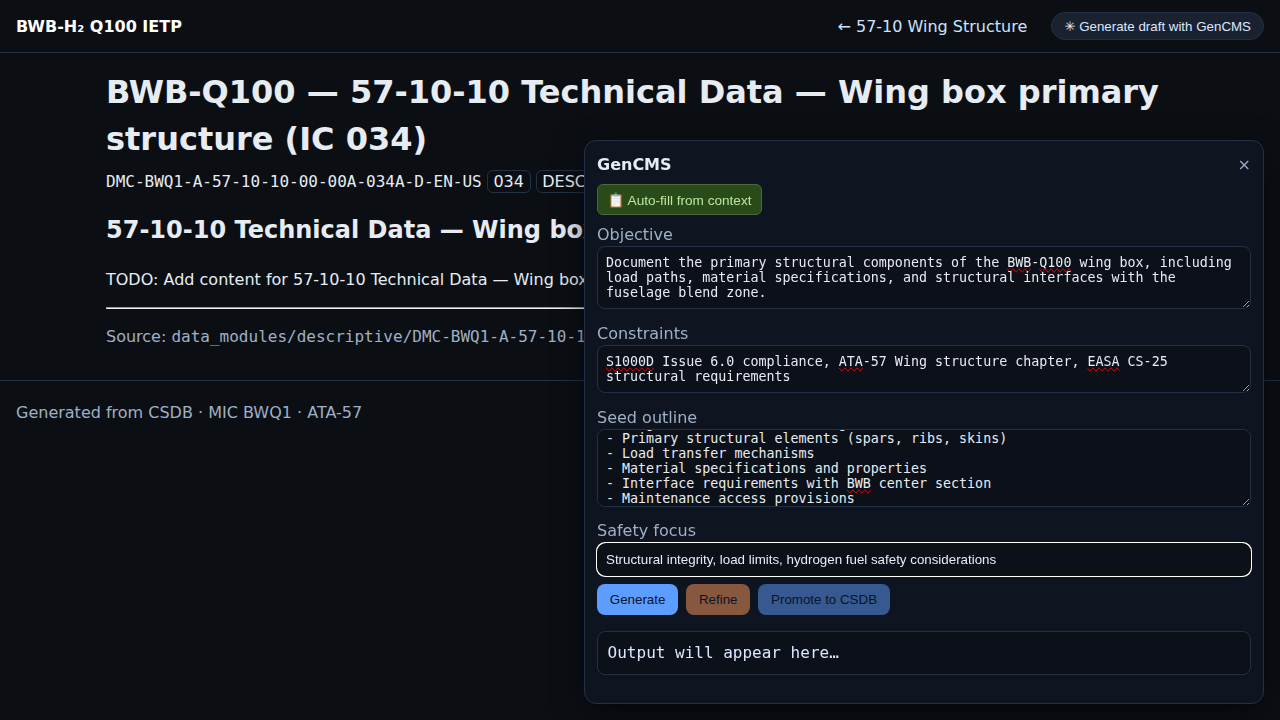 BWB-H₂ Q100 IETP
← 57-10 Wing Structure
✴ Generate draft with GenCMS
BWB-Q100 — 57-10-10 Technical Data — Wing box primary
structure (IC 034)
DMC-BWQ1-A-57-10-10-00-00A-034A-D-EN-US 034 DESC
57-10-10 Technical Data — Wing bo
TODO: Add content for 57-10-10 Technical Data — Wing box
Source: data_modules/descriptive/DMC-BWQ1-A-57-10-1
Generated from CSDB · MIC BWQ1 · ATA-57
GenCMS
×
📋 Auto-fill from context
Objective
Document the primary structural components of the BWB-Q100 wing box, including
load paths, material specifications, and structural interfaces with the
fuselage blend zone.
Constraints
S1000D Issue 6.0 compliance, ATA-57 Wing structure chapter, EASA CS-25
structural requirements
Seed outline
- Primary structural elements (spars, ribs, skins)
- Load transfer mechanisms
- Material specifications and properties
- Interface requirements with BWB center section
- Maintenance access provisions
Safety focus
Structural integrity, load limits, hydrogen fuel safety considerations
Generate
Refine
Promote to CSDB
Output will appear here…